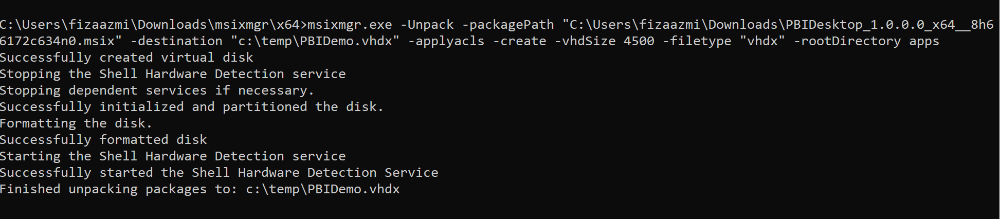 C:\Users\fizaazmi\Downloads\msixmgr\x64>msixmgr.exe -Unpack -packagePath "C:\Users\fizaazmi\Downloads\PBIDesktop_1.0.0.0_x64__8h6
6172c634n0.msix" -destination "c:\temp\PBIDemo.vhdx" -applyacls -create -vhdSize 4500 -filetype "vhdx" -rootDirectory apps
Successfully created virtual disk
Stopping the Shell Hardware Detection service
Stopping dependent services if necessary.
Successfully initialized and partitioned the disk.
Formatting the disk.
Successfully formatted disk
Starting the Shell Hardware Detection service
Successfully started the Shell Hardware Detection Service
Finished unpacking packages to: c:\temp\PBIDemo.vhdx